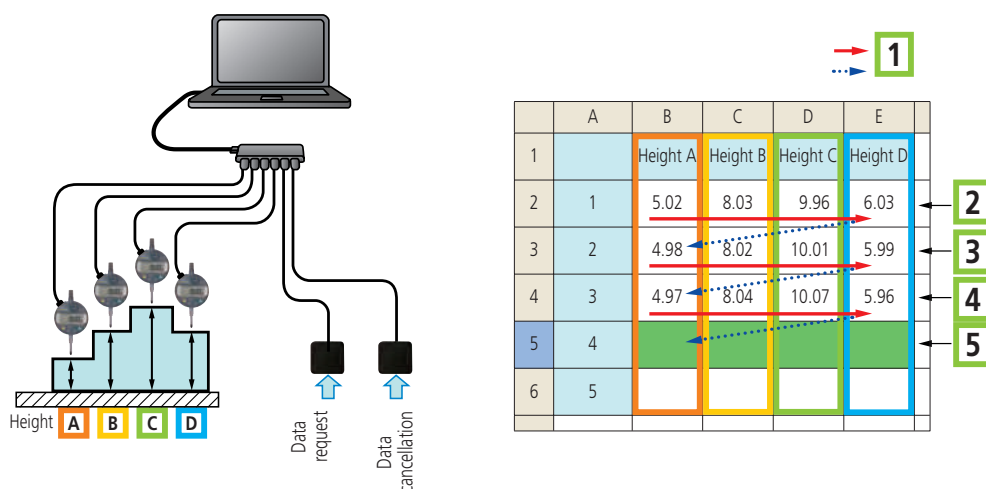 Height
A
B
C
D
Data
request
Data
cancellation
1
A B C D E
1 Height A Height B Height C Height D
2 1 5.02 8.03 9.96 6.03 2
3 2 4.98 8.02 10.01 5.99 3
4 3 4.97 8.04 10.07 5.96 4
5 4 5
6 5